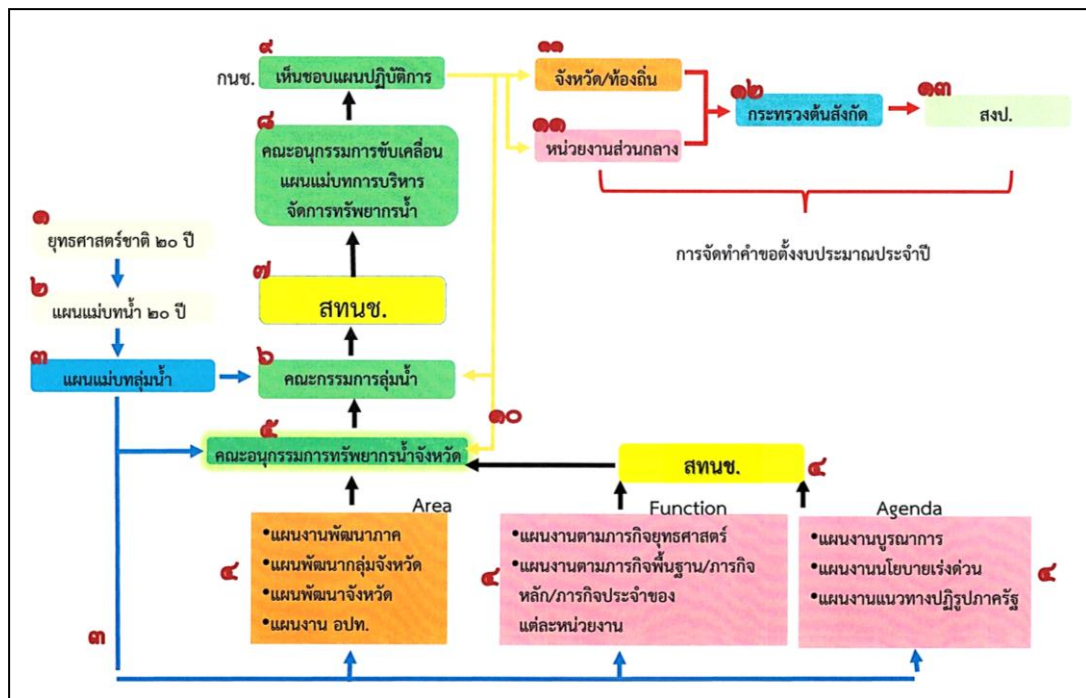 ๙
กนช.
เห็นชอบแผนปฏิบัติการ
๑๑
จังหวัด/ท้องถิ่น
๑๑
หน่วยงานส่วนกลาง
๑๒
กระทรวงต้นสังกัด
๑๓
สงป.
การจัดทำคำขอตั้งงบประมาณประจำปี
๘
คณะอนุกรรมการขับเคลื่อน
แผนแม่บทการบริหาร
จัดการทรัพยากรน้ำ
๑
ยุทธศาสตร์ชาติ ๒๐ ปี
๒
แผนแม่บทน้ำ ๒๐ ปี
๗
สทนช.
๓
แผนแม่บทลุ่มน้ำ
๖
คณะกรรมการลุ่มน้ำ
๑๐
๕
คณะอนุกรรมการทรัพยากรน้ำจังหวัด
สทนช.
๔
Area
๔
•แผนงานพัฒนาภาค
•แผนพัฒนากลุ่มจังหวัด
•แผนพัฒนาจังหวัด
•แผนงาน อปท.
Function
๔
•แผนงานตามภารกิจยุทธศาสตร์
•แผนงานตามภารกิจพื้นฐาน/ภารกิจ
หลัก/ภารกิจประจำของ
แต่ละหน่วยงาน
Agenda
๔
•แผนงานบูรณาการ
•แผนงานนโยบายเร่งด่วน
•แผนงานแนวทางปฏิรูปภาครัฐ
๓